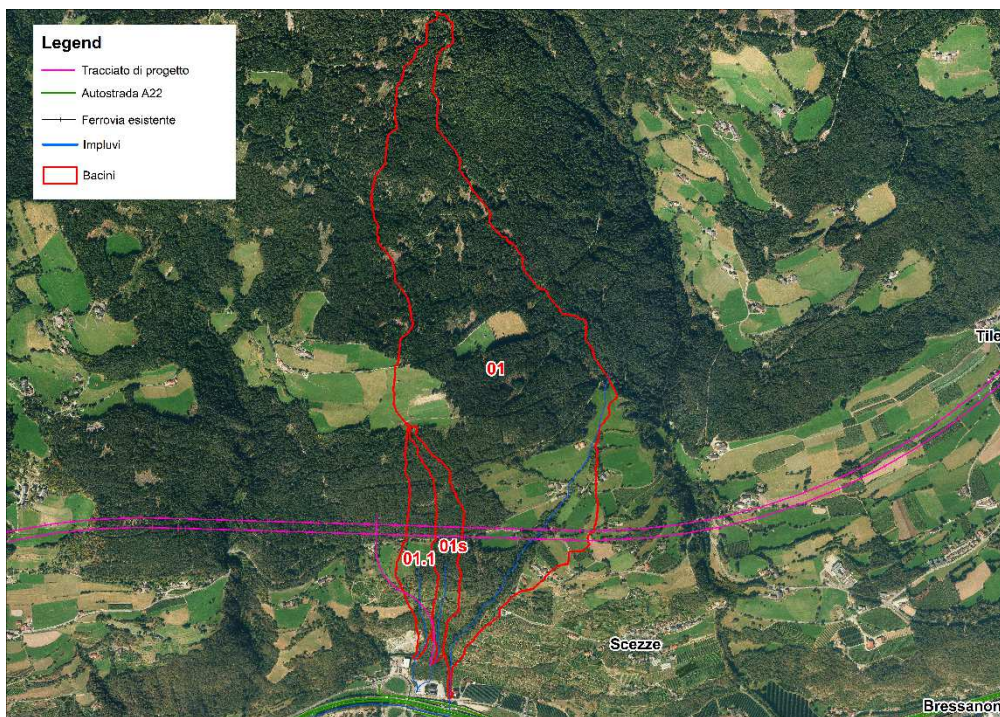 Legend
Tracciato di progetto
Autostrada A22
Ferrovia esistente
Impluvi
Bacini
01
Tile
01s
01.1
Scezze
Bressanon